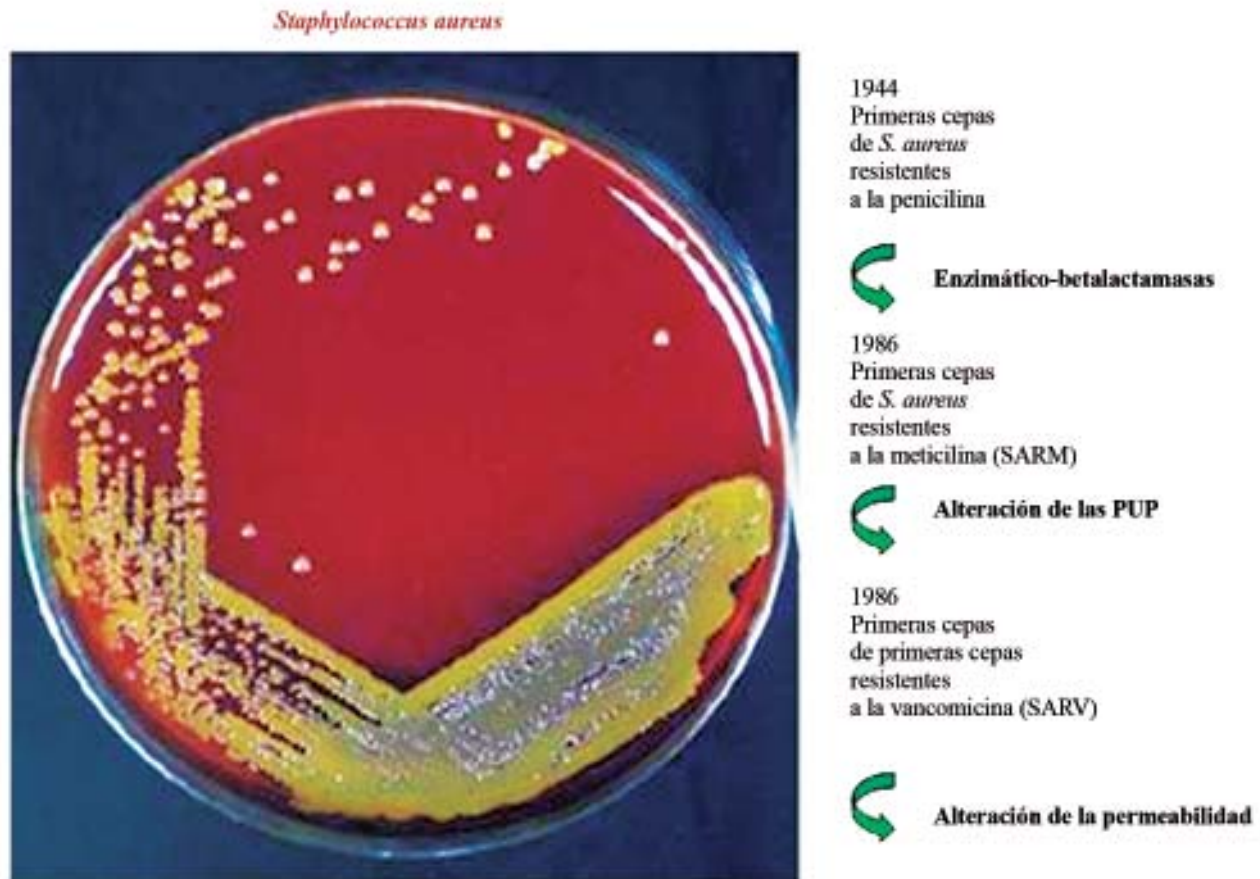 Staphylococcus aureus
1944
Primeras cepas
de S. aureus
resistentes
a la penicilina
Enzimático-betalactamasas
1986
Primeras cepas
de S. aureus
resistentes
a la meticilina (SARM)
Alteración de las PUP
1986
Primeras cepas
de primeras cepas
resistentes
a la vancomicina (SARV)
Alteración de la permeabilidad